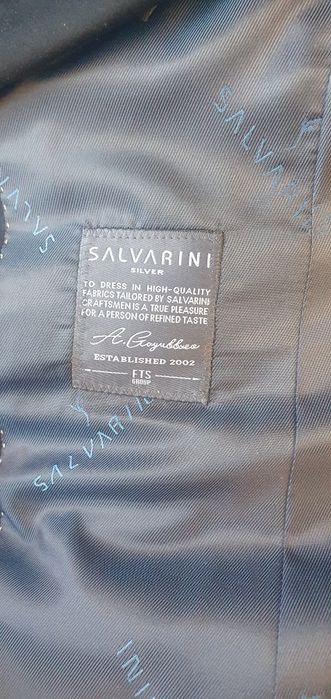 SALVARINI
SALVARINI
SALVARINI
SILVER
TO DRESS IN HIGH-QUALITY
FABRICS TAILORED BY SALVARINI
CRAFTSMEN IS A TRUE PLEASURE
FOR A PERSON OF REFINED TASTE
ESTABLISHED 2002
FTS
GROUP
SALVARINI
INI